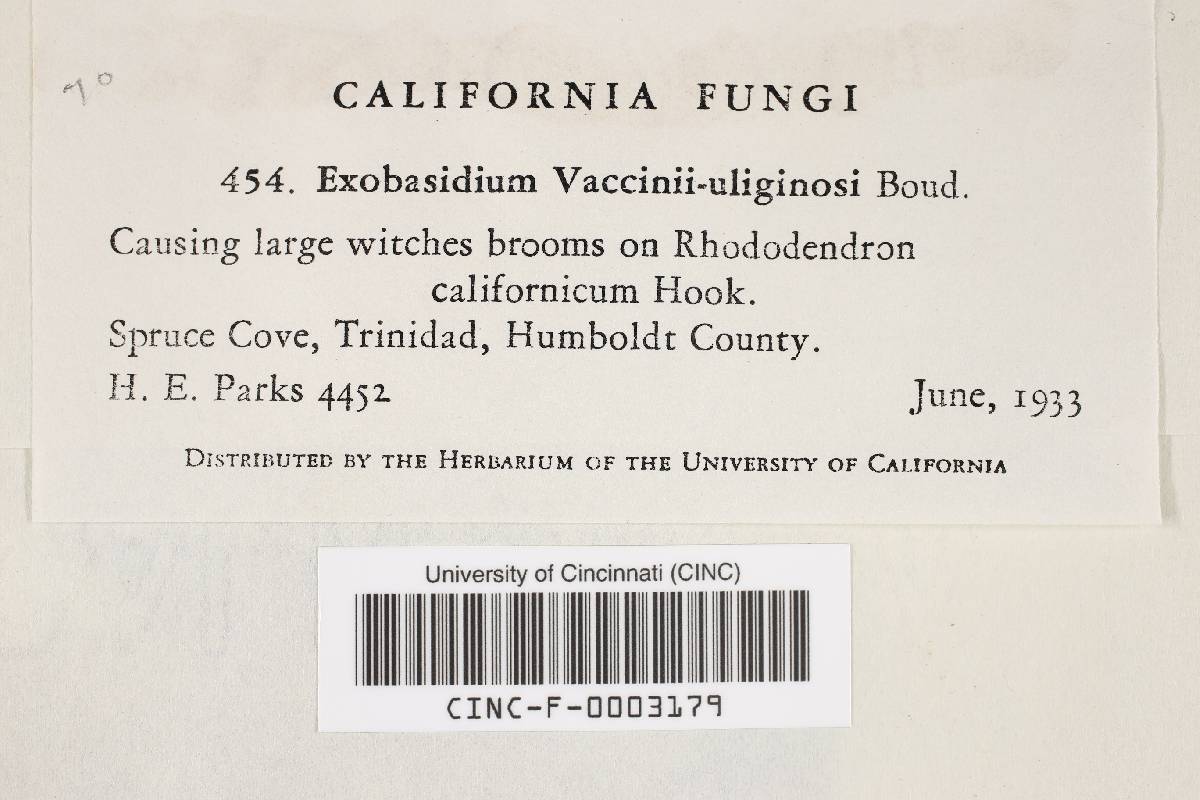 CALIFORNIA FUNGI
454. Exobasidium Vaccinii-uliginosi Boud.
Causing large witches brooms on Rhododendron
californicum Hook.
Spruce Cove, Trinidad, Humboldt County.
H. E. Parks 4452 June, 1933
DISTRIBUTED BY THE HERBARIUM OF THE UNIVERSITY OF CALIFORNIA
University of Cincinnati (CINC)
CINC-F-0003179